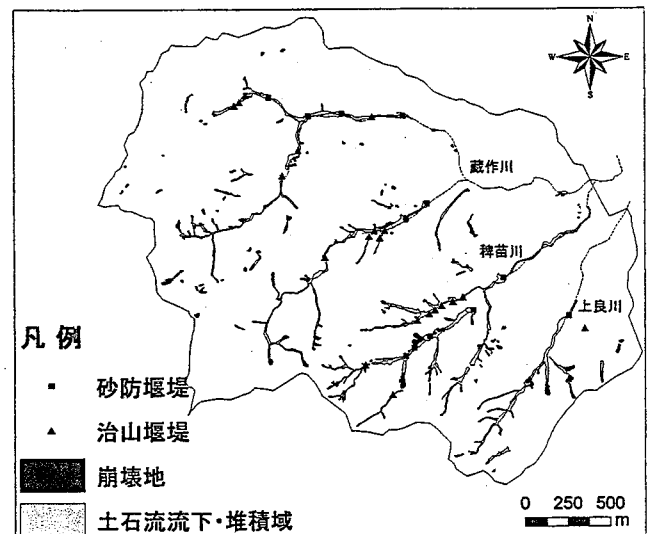 N
W E
S
蔵作川
稗苗川
上良川
凡例
砂防堰堤
治山堰堤
崩壊地
土石流流下・堆積域
0 250 500
m